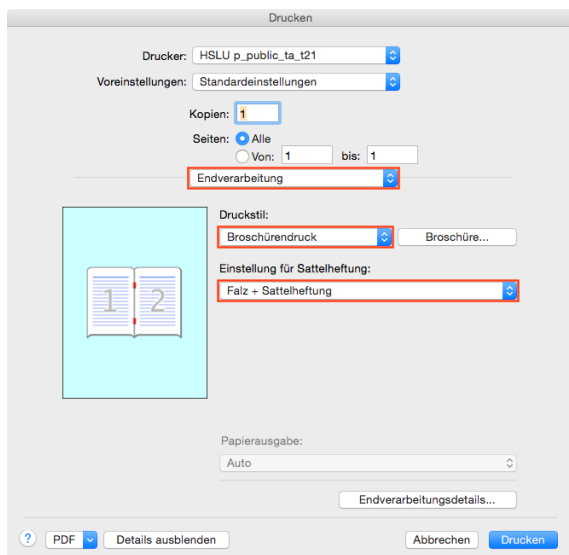 Drucken
Drucker: HSLU p_public_ta_t21
Voreinstellungen: Standardeinstellungen
Kopien: 1
Seiten: Alle
Von: 1 bis: 1
Endverarbeitung
Druckstil:
Broschürendruck Broschüre...
Einstellung für Sattelheftung:
Falz + Sattelheftung
1 2
Papierausgabe:
Auto
Endverarbeitungsdetails...
? PDF Details ausblenden Abbrechen Drucken